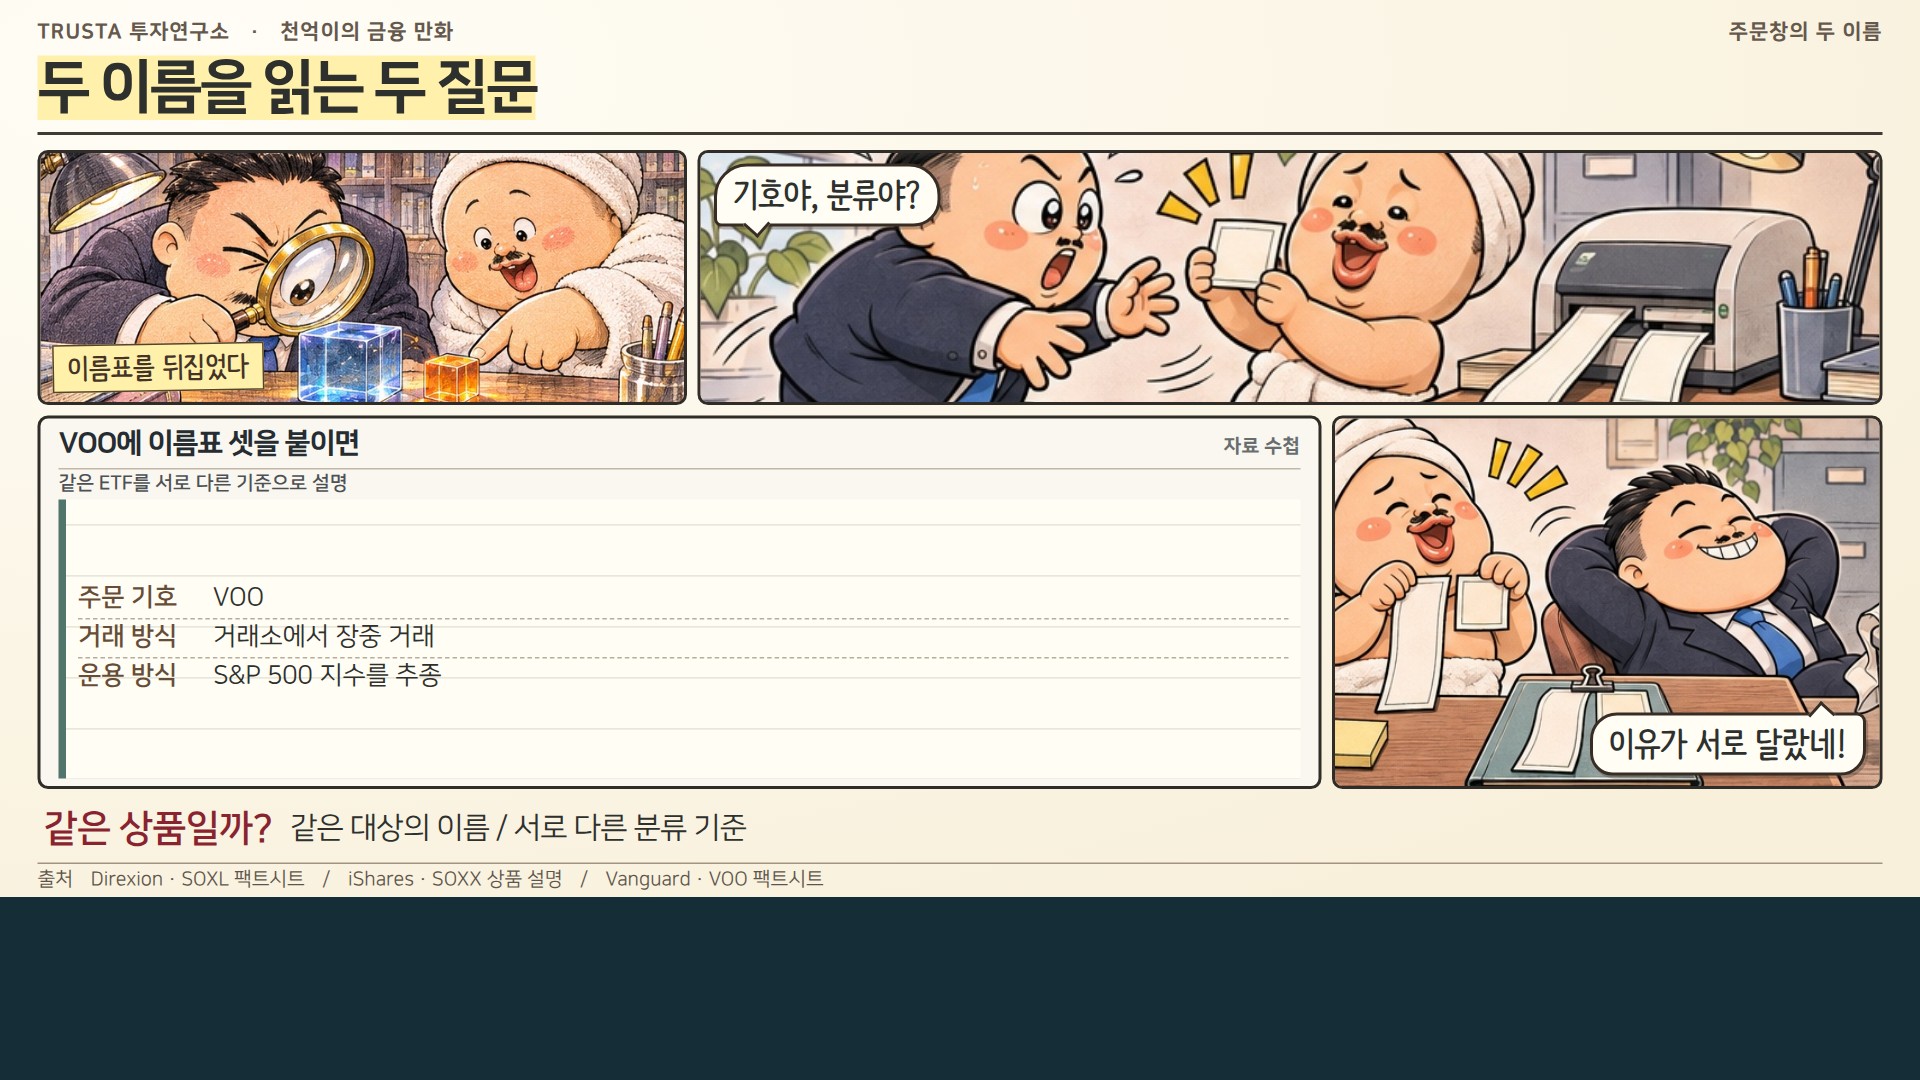 TRUSTA 투자연구소 · 천억이의 금융 만화
주문창의 두 이름
두 이름을 읽는 두 질문
이름표를 뒤집었다
기호야, 분류야?
VOO에 이름표 셋을 붙이면
자료 수첩
같은 ETF를 서로 다른 기준으로 설명
주문 기호 VOO
거래 방식 거래소에서 장중 거래
운용 방식 S&P 500 지수를 추종
이유가 서로 달랐네!
같은 상품일까? 같은 대상의 이름 / 서로 다른 분류 기준
출처 Direxion · SOXL 팩트시트 / iShares · SOXX 상품 설명 / Vanguard · VOO 팩트시트